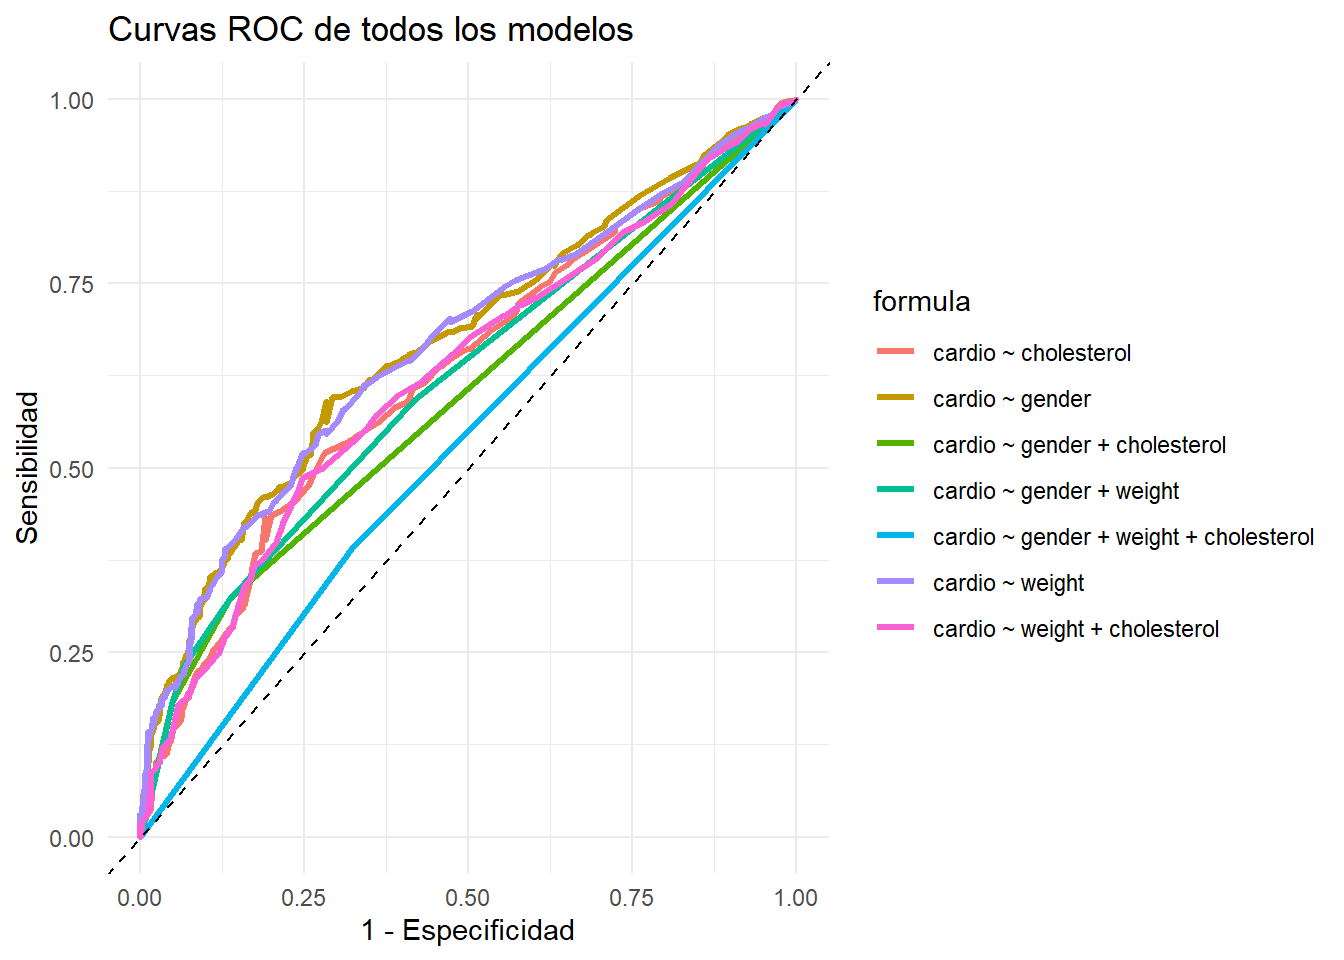 Curvas ROC de todos los modelos
1.00
0.75
0.50
0.25
0.00
Sensibilidad
0.00 0.25 0.50 0.75 1.00
1 - Especificidad
formula
cardio ~ cholesterol
cardio ~ gender
cardio ~ gender + cholesterol
cardio ~ gender + weight
cardio ~ gender + weight + cholesterol
cardio ~ weight
cardio ~ weight + cholesterol